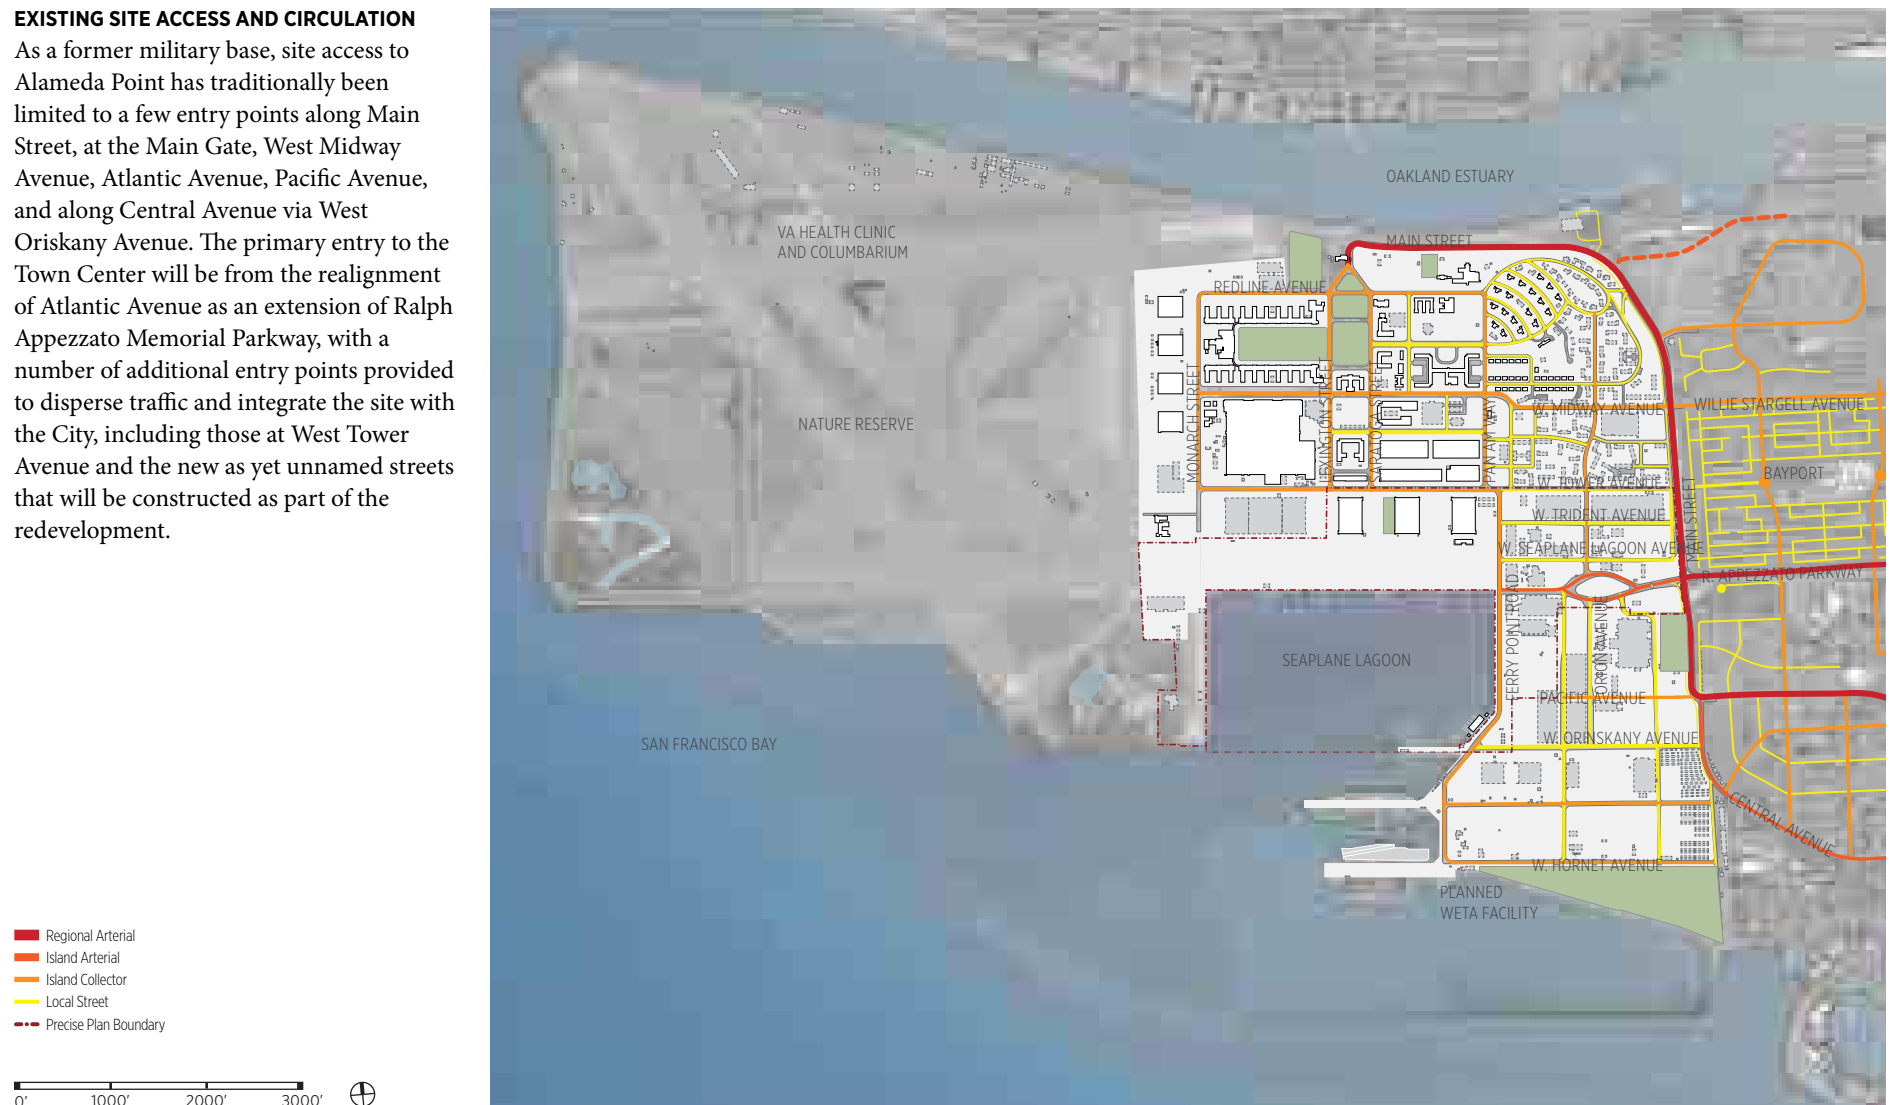 EXISTING SITE ACCESS AND CIRCULATION
As a former military base, site access to
Alameda Point has traditionally been
limited to a few entry points along Main
Street, at the Main Gate, West Midway
Avenue, Atlantic Avenue, Pacific Avenue,
and along Central Avenue via West
Oriskany Avenue. The primary entry to the
Town Center will be from the realignment
of Atlantic Avenue as an extension of Ralph
Appezzato Memorial Parkway, with a
number of additional entry points provided
to disperse traffic and integrate the site with
the City, including those at West Tower
Avenue and the new as yet unnamed streets
that will be constructed as part of the
redevelopment.
Regional Arterial
Island Arterial
Island Collector
Local Street
Precise Plan Boundary
0'
1000'
2000'
3000'
OAKLAND ESTUARY
VA HEALTH CLINIC
AND COLUMBARIUM
MAIN STREET
REDLINE AVENUE
NATURE RESERVE
MONARCH STREET
LEXINGTON STREET
SARATOGA STREET
PAN AM WAY
W. MIDWAY AVENUE
WILLIE STARGELL AVENUE
BAYPORT
W. TOWER AVENUE
W. TRIDENT AVENUE
MAIN STREET
W. SEAPLANE LAGOON AVENUE
R. APPEZZATO PARKWAY
FERRY POINT ROAD
ORION AVENUE
SEAPLANE LAGOON
PACIFIC AVENUE
W. ORINSKANY AVENUE
SAN FRANCISCO BAY
CENTRAL AVENUE
W. HORNET AVENUE
PLANNED
WETA FACILITY